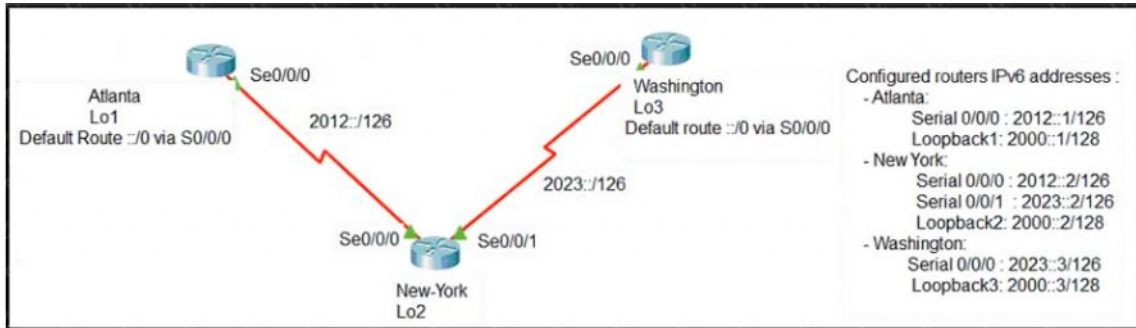 Se0/0/0
Atlanta
Lo1
Default Route ::/0 via S0/0/0
2012::/126
Se0/0/0
Washington
Lo3
Default route ::/0 via S0/0/0
2023::/126
Se0/0/0
Se0/0/1
New-York
Lo2
Configured routers IPv6 addresses :
- Atlanta:
Serial 0/0/0 : 2012::1/126
Loopback1: 2000::1/128
- New York:
Serial 0/0/0 : 2012::2/126
Serial 0/0/1 : 2023::2/126
Loopback2: 2000::2/128
- Washington:
Serial 0/0/0 : 2023::3/126
Loopback3: 2000::3/128